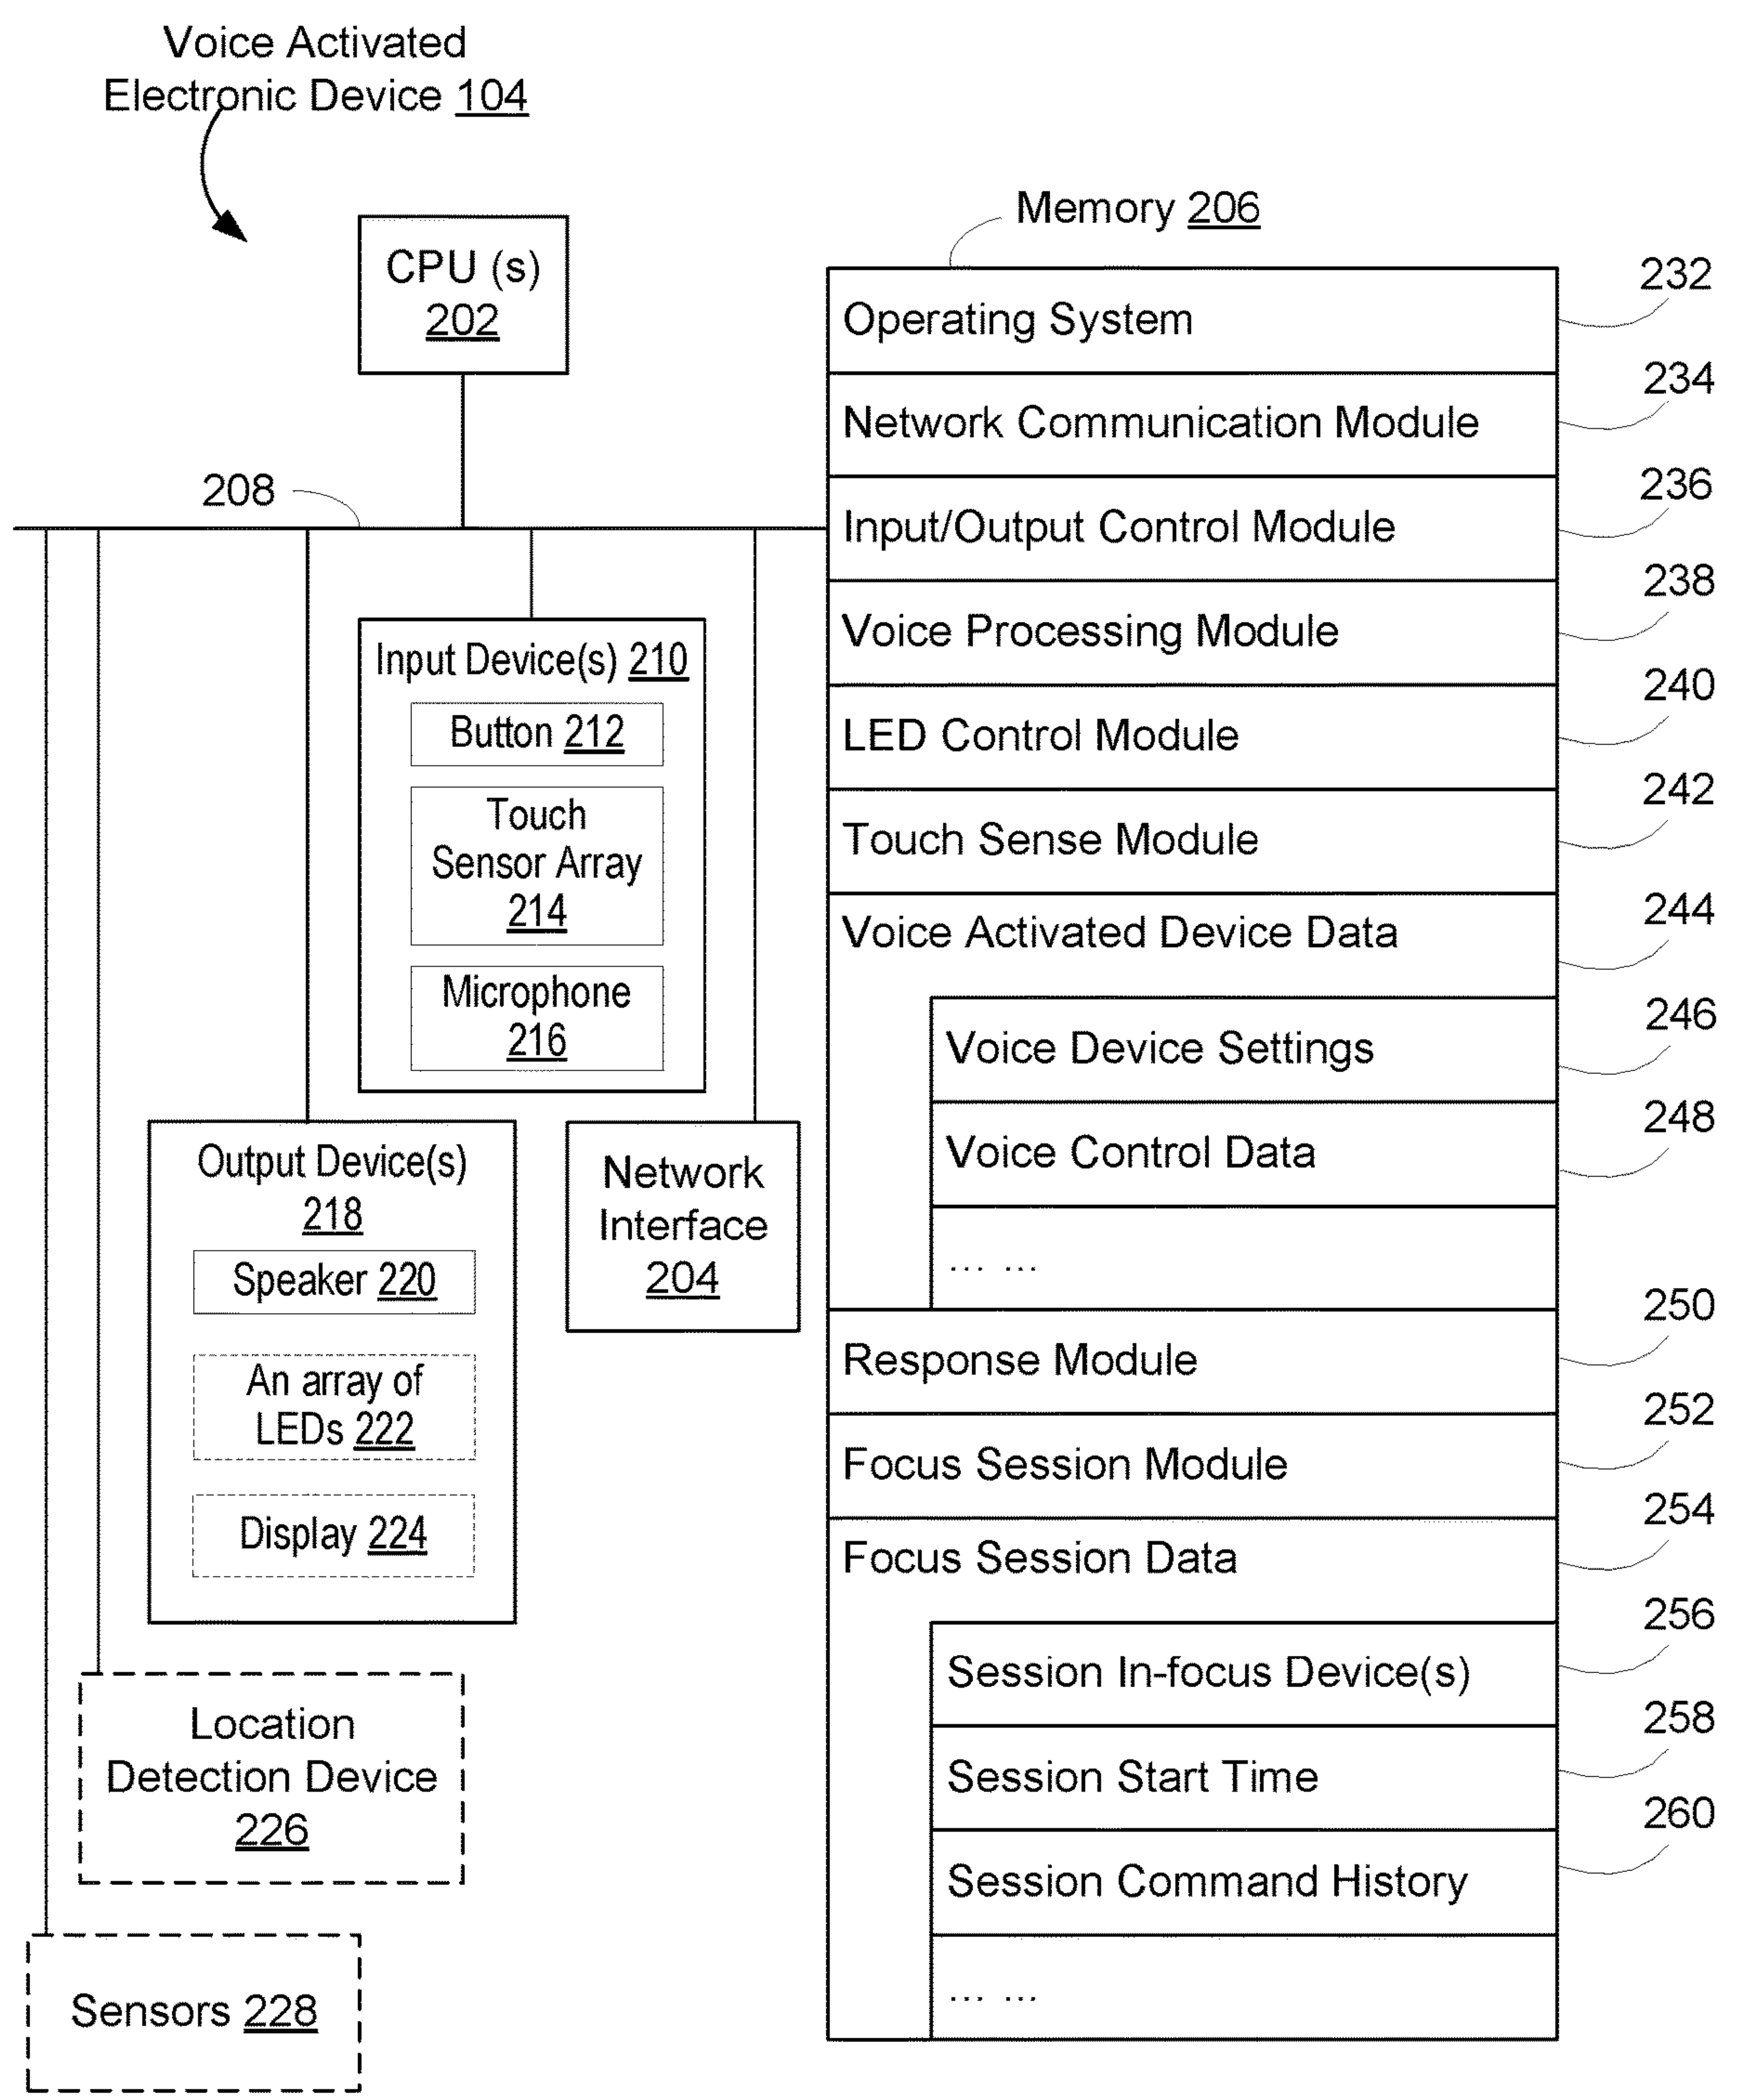 Voice Activated
Electronic Device 104
CPU (s)
202
208
Input Device(s) 210
Button 212
Touch
Sensor Array
214
Microphone
216
Output Device(s)
218
Speaker 220
An array of
LEDs 222
Display 224
Network
Interface
204
Location
Detection Device
226
Sensors 228
Memory 206
Operating System
232
Network Communication Module
234
Input/Output Control Module
236
Voice Processing Module
238
LED Control Module
240
Touch Sense Module
242
Voice Activated Device Data
244
Voice Device Settings
246
Voice Control Data
248
... ...
Response Module
250
Focus Session Module
252
Focus Session Data
254
Session In-focus Device(s)
256
Session Start Time
258
Session Command History
260
... ...